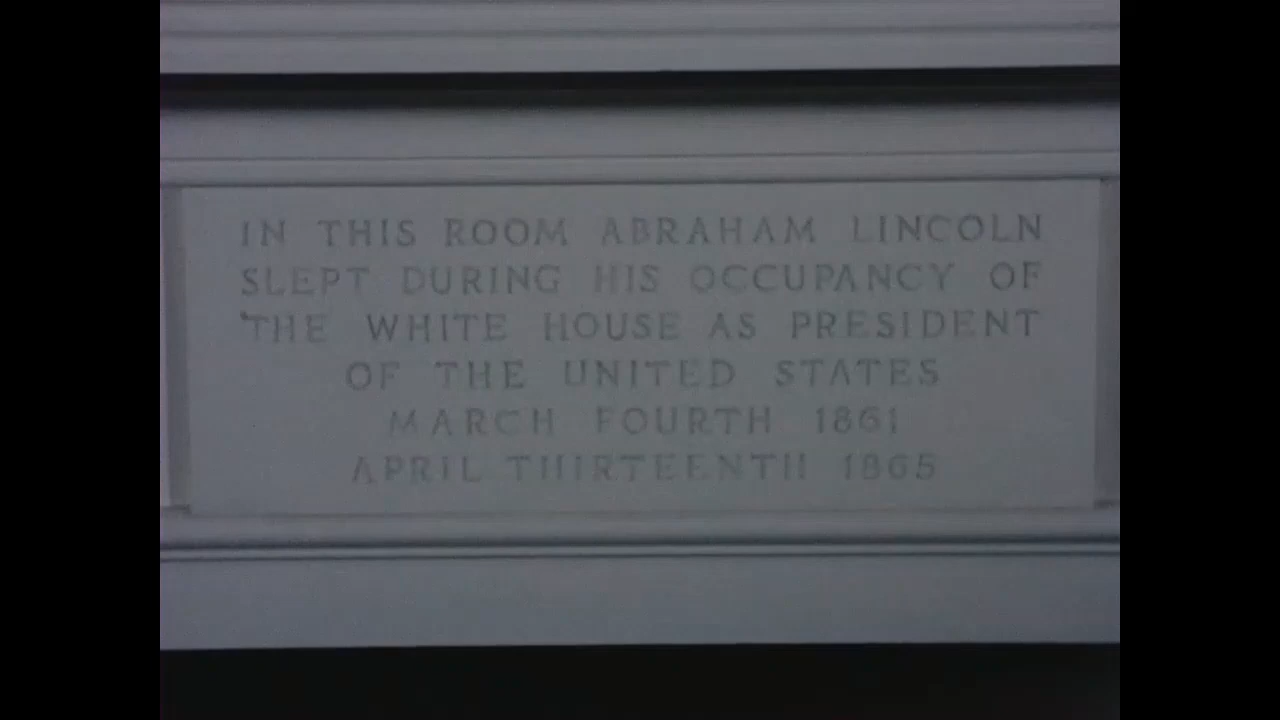 IN THIS ROOM ABRAHAM LINCOLN
SLEPT DURING HIS OCCUPANCY OF
THE WHITE HOUSE AS PRESIDENT
OF THE UNITED STATES
MARCH FOURTH 1861
APRIL THIRTEENTH 1865